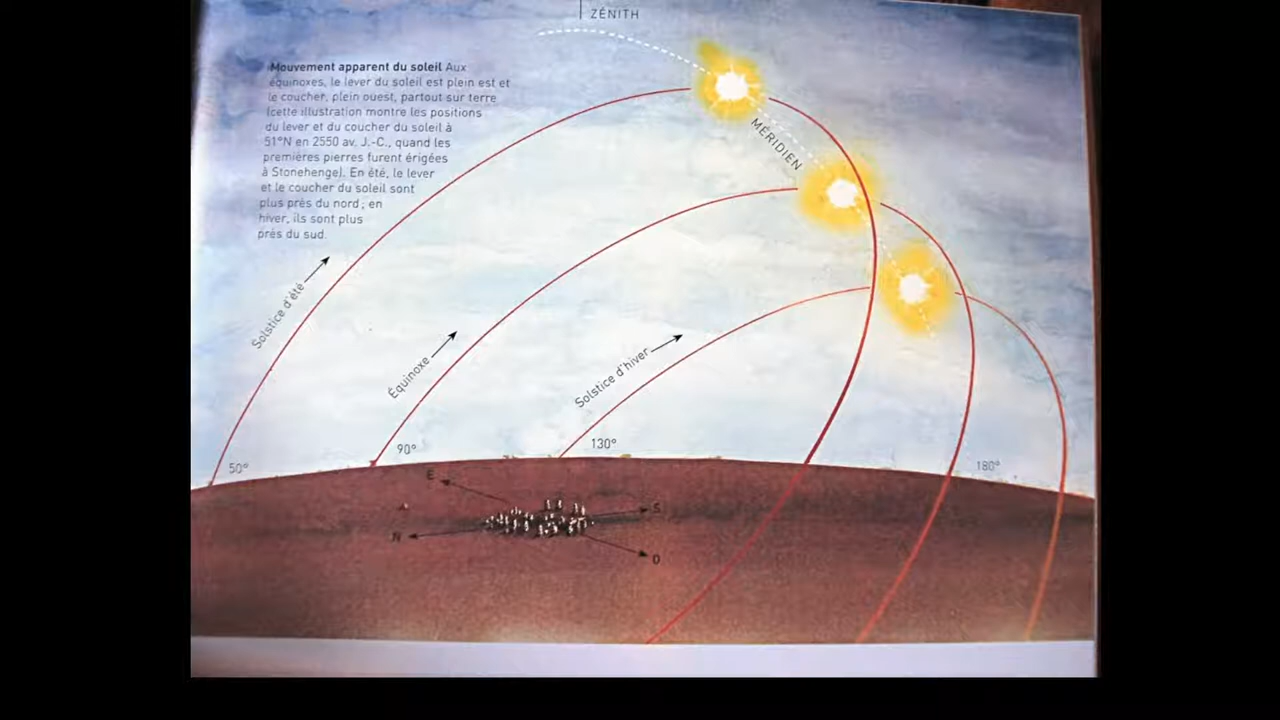 ZÉNITH
Mouvement apparent du soleil Aux
équinoxes, le lever du soleil est plein est et
le coucher, plein ouest, partout sur terre
(cette illustration montre les positions
du lever et du coucher du soleil à
51°N en 2550 av. J.-C., quand les
premières pierres furent érigées
à Stonehenge). En été, le lever
et le coucher du soleil sont
plus près du nord ; en
hiver, ils sont plus
près du sud.
MÉRIDIEN
Solstice d'été
Équinoxe
Solstice d'hiver
50°
90°
130°
180°
E
S
N
O